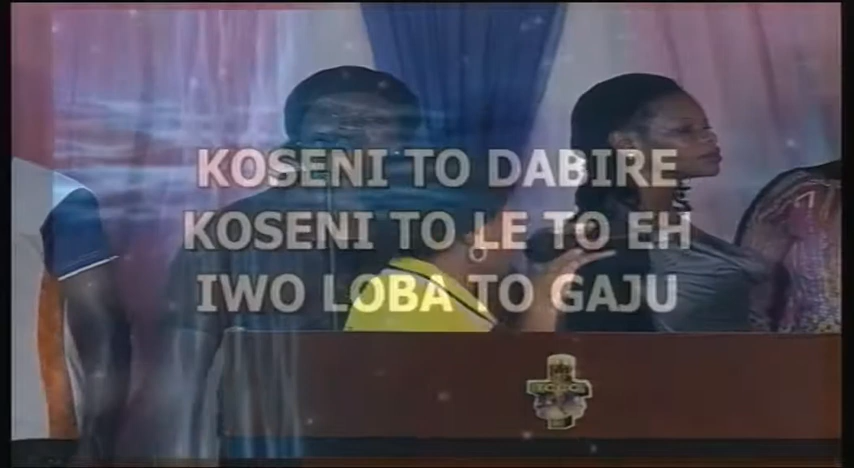 KOSENI TO DABIRE
KOSENI TO LE TO EH
IWO LOBA TO GAJU